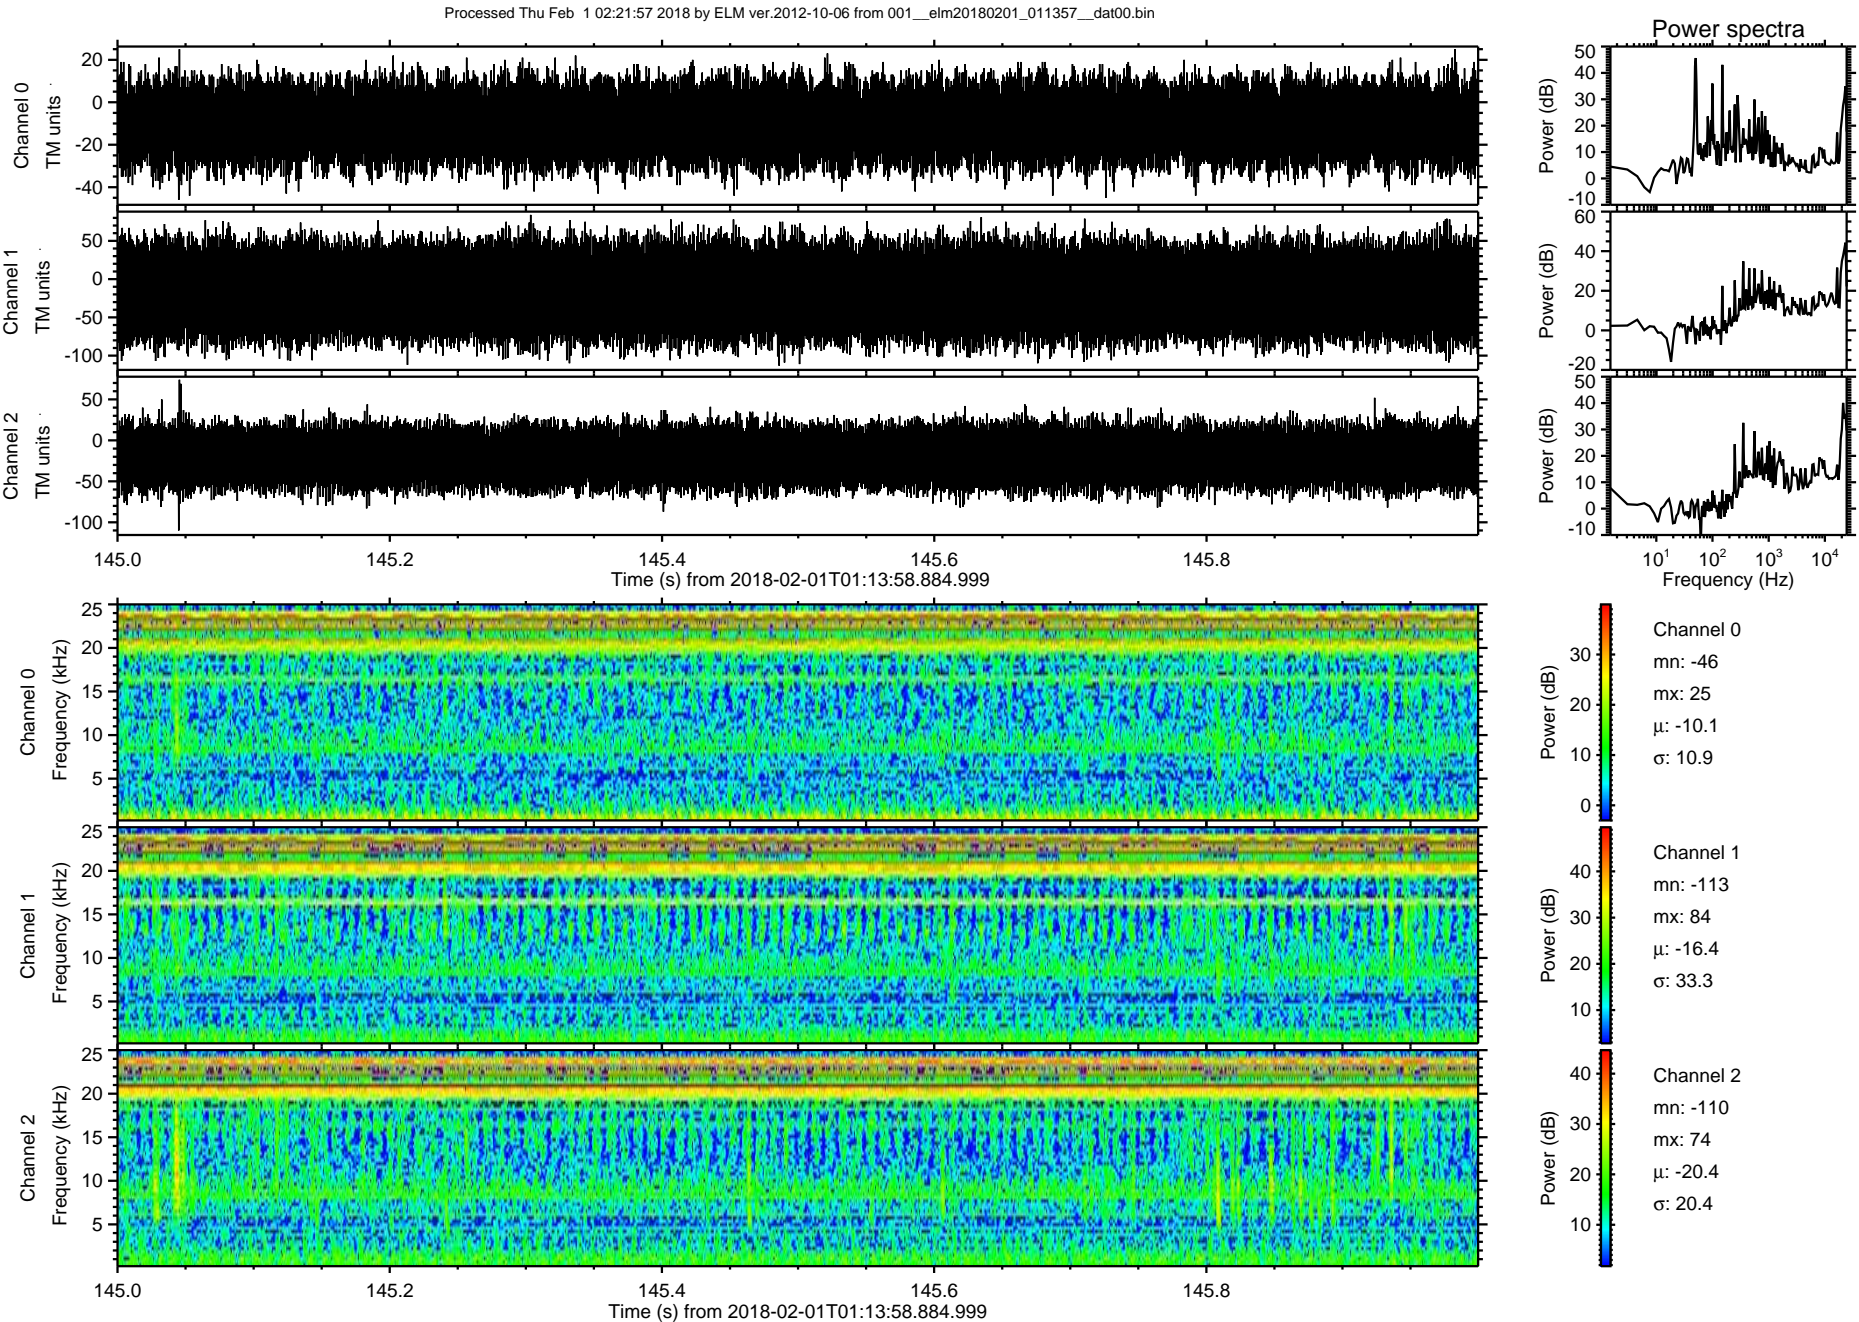 Processed Thu Feb  1 02:21:57 2018 by ELM ver.2012-10-06 from 001__elm20180201_011357__dat00.bin
Power spectra
Channel 0
TM units
20
0
-20
-40
Power (dB)
50
40
30
20
10
0
-10
Channel 1
TM units
50
0
-50
-100
Power (dB)
60
40
20
0
-20
Channel 2
TM units
50
0
-50
-100
Power (dB)
50
40
30
20
10
0
-10
145.0 145.2 145.4 145.6 145.8
Time (s) from 2018-02-01T01:13:58.884.999
10^1 10^2 10^3 10^4
Frequency (Hz)
Channel 0
Frequency (kHz)
25
20
15
10
5
Power (dB)
30
20
10
0
Channel 0
mn: -46
mx: 25
μ: -10.1
σ: 10.9
Channel 1
Frequency (kHz)
25
20
15
10
5
Power (dB)
40
30
20
10
Channel 1
mn: -113
mx: 84
μ: -16.4
σ: 33.3
Channel 2
Frequency (kHz)
25
20
15
10
5
Power (dB)
40
30
20
10
Channel 2
mn: -110
mx: 74
μ: -20.4
σ: 20.4
145.0 145.2 145.4 145.6 145.8
Time (s) from 2018-02-01T01:13:58.884.999